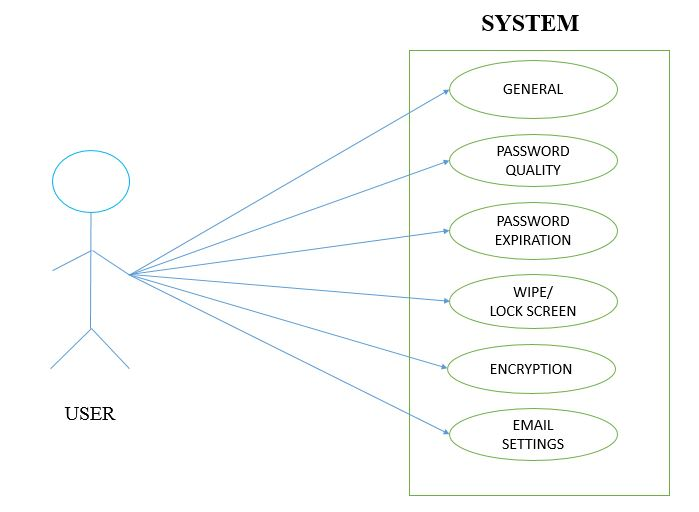 SYSTEM
GENERAL
PASSWORD
QUALITY
PASSWORD
EXPIRATION
WIPE/
LOCK SCREEN
ENCRYPTION
EMAIL
SETTINGS
USER